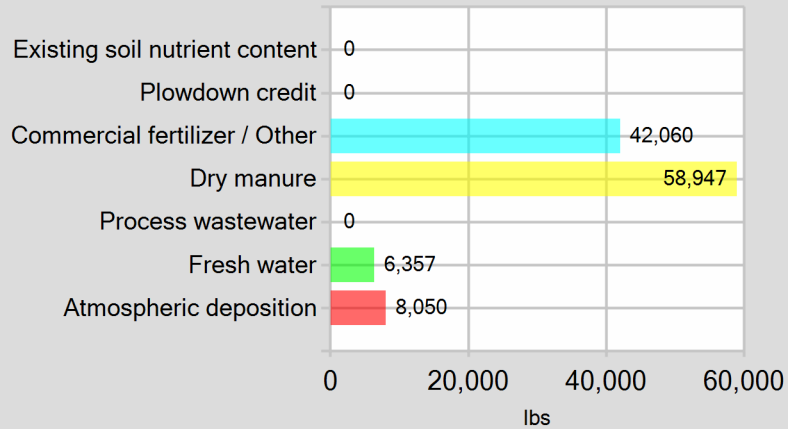 Existing soil nutrient content 0
Plowdown credit 0
Commercial fertilizer / Other 42,060
Dry manure 58,947
Process wastewater 0
Fresh water 6,357
Atmospheric deposition 8,050
0 20,000 40,000 60,000
lbs